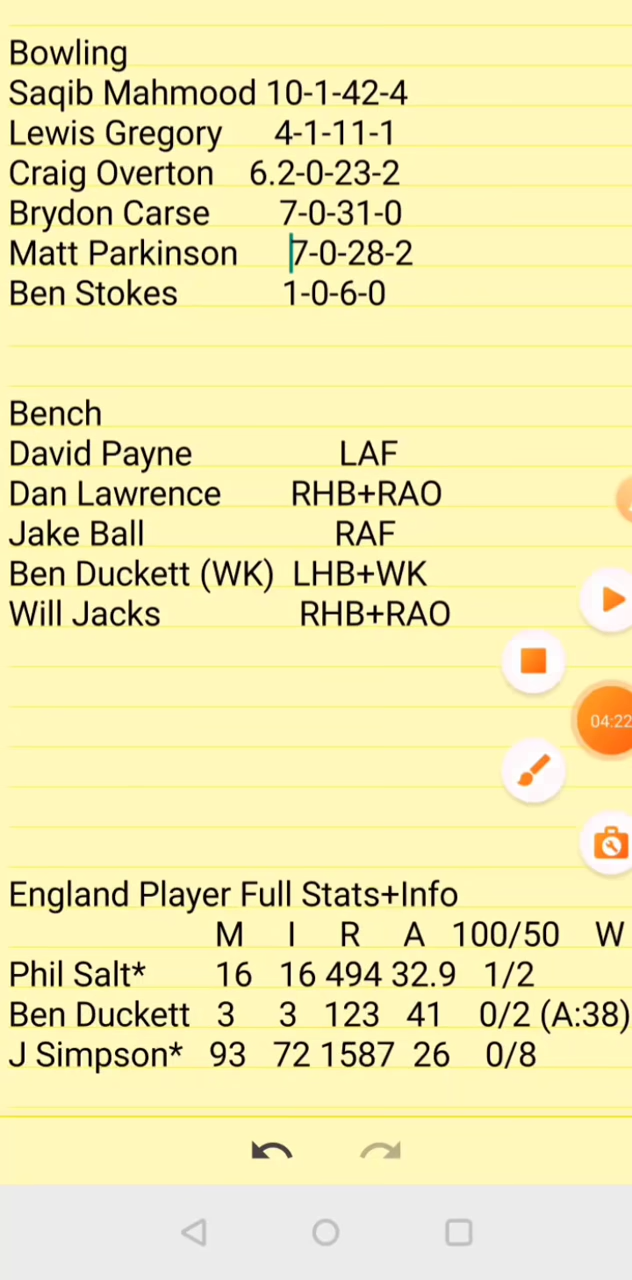 Bowling
Saqib Mahmood 10-1-42-4
Lewis Gregory 4-1-11-1
Craig Overton 6.2-0-23-2
Brydon Carse 7-0-31-0
Matt Parkinson 7-0-28-2
Ben Stokes 1-0-6-0
Bench
David Payne LAF
Dan Lawrence RHB+RAO
Jake Ball RAF
Ben Duckett (WK) LHB+WK
Will Jacks RHB+RAO
04:22
England Player Full Stats+Info
M I R A 100/50 W
Phil Salt* 16 16 494 32.9 1/2
Ben Duckett 3 3 123 41 0/2 (A:38)
J Simpson* 93 72 1587 26 0/8